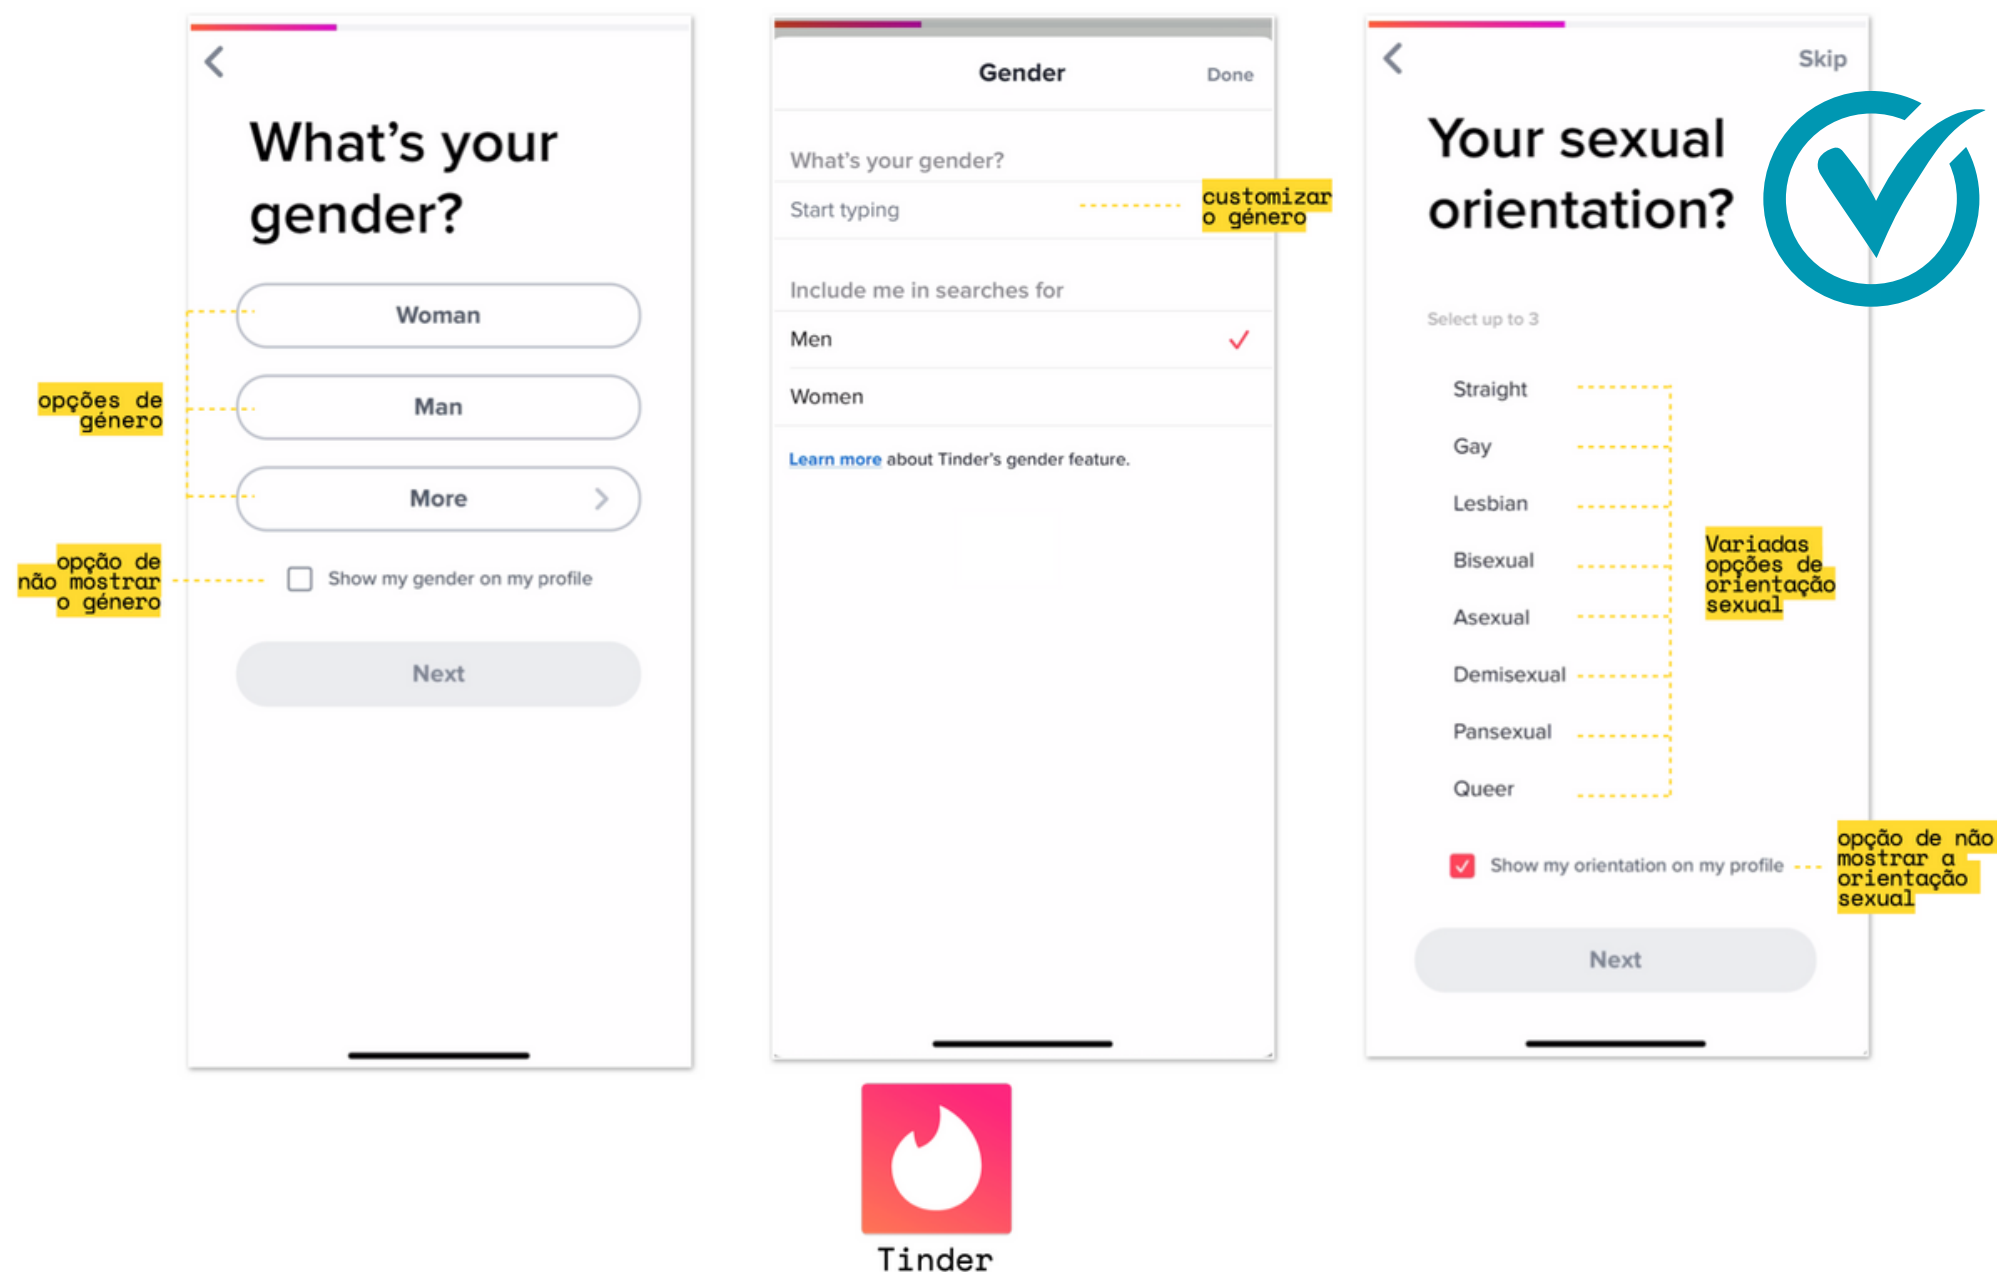 What's your
gender?
Woman
Man
More
Show my gender on my profile
Next
opções de
género
opção de
não mostrar
o género
Gender
Done
What's your gender?
Start typing
customizar
o género
Include me in searches for
Men
Women
Learn more about Tinder's gender feature.
Skip
Your sexual
orientation?
Select up to 3
Straight
Gay
Lesbian
Bisexual
Asexual
Demisexual
Pansexual
Queer
Variadas
opções de
orientação
sexual
Show my orientation on my profile
opção de não
mostrar a
orientação
sexual
Next
Tinder